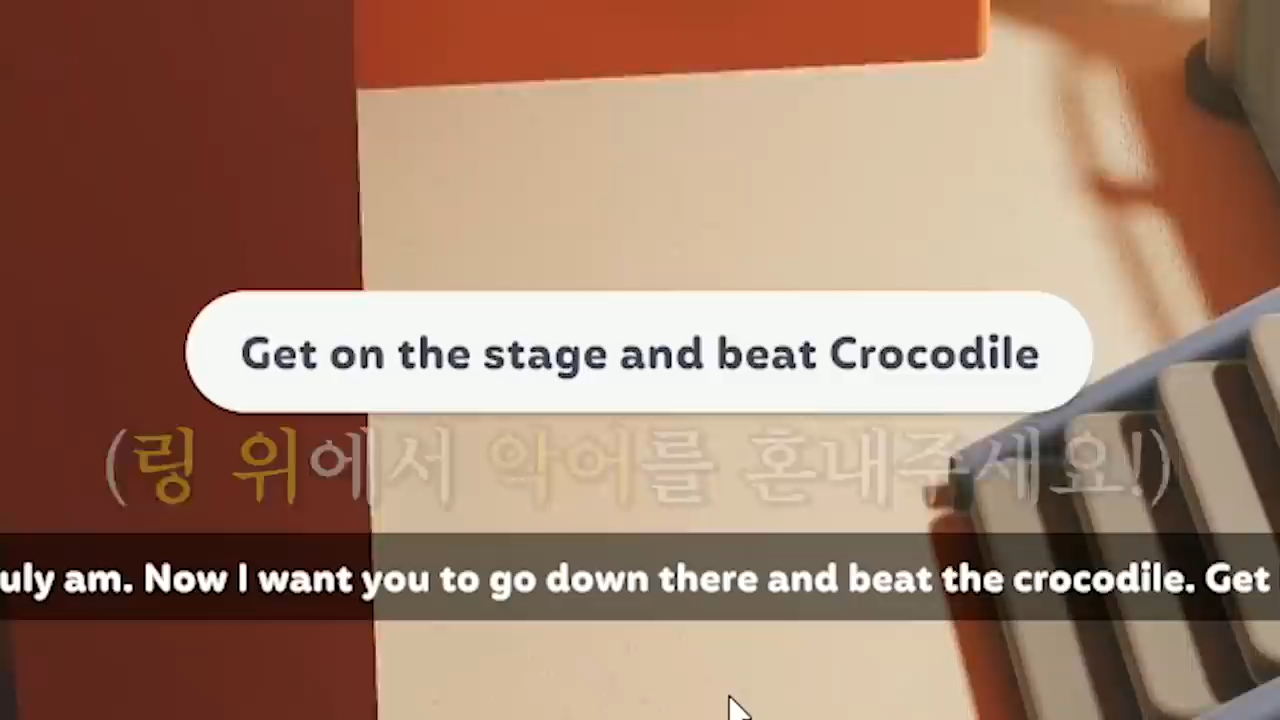 Get on the stage and beat Crocodile
(링 위에서 악어를 혼내주세요!)
uly am. Now I want you to go down there and beat the crocodile. Get